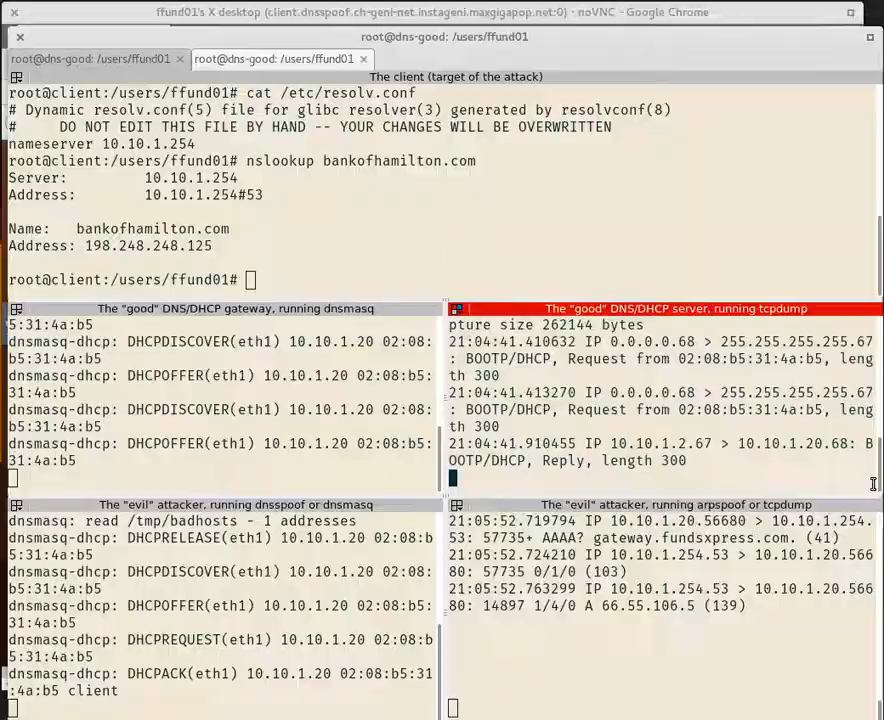 ffund01's X desktop (client.dnsspoof.ch-geni-net.instageni.maxgigapop.net:0) - noVNC - Google Chrome
root@dns-good: /users/ffund01
root@dns-good: /users/ffund01
root@dns-good: /users/ffund01
The client (target of the attack)
root@client:/users/ffund01# cat /etc/resolv.conf
# Dynamic resolv.conf(5) file for glibc resolver(3) generated by resolvconf(8)
#     DO NOT EDIT THIS FILE BY HAND -- YOUR CHANGES WILL BE OVERWRITTEN
nameserver 10.10.1.254
root@client:/users/ffund01# nslookup bankofhamilton.com
Server:         10.10.1.254
Address:        10.10.1.254#53
Name:   bankofhamilton.com
Address: 198.248.248.125
root@client:/users/ffund01#
The "good" DNS/DHCP gateway, running dnsmasq
5:31:4a:b5
dnsmasq-dhcp: DHCPDISCOVER(eth1) 10.10.1.20 02:08:
b5:31:4a:b5
dnsmasq-dhcp: DHCPOFFER(eth1) 10.10.1.20 02:08:b5:
31:4a:b5
dnsmasq-dhcp: DHCPDISCOVER(eth1) 10.10.1.20 02:08:
b5:31:4a:b5
dnsmasq-dhcp: DHCPOFFER(eth1) 10.10.1.20 02:08:b5:
31:4a:b5
The "good" DNS/DHCP server, running tcpdump
pture size 262144 bytes
21:04:41.410632 IP 0.0.0.0.68 > 255.255.255.255.67
: BOOTP/DHCP, Request from 02:08:b5:31:4a:b5, leng
th 300
21:04:41.413270 IP 0.0.0.0.68 > 255.255.255.255.67
: BOOTP/DHCP, Request from 02:08:b5:31:4a:b5, leng
th 300
21:04:41.910455 IP 10.10.1.2.67 > 10.10.1.20.68: B
OOTP/DHCP, Reply, length 300
The "evil" attacker, running dnsspoof or dnsmasq
dnsmasq: read /tmp/badhosts - 1 addresses
dnsmasq-dhcp: DHCPRELEASE(eth1) 10.10.1.20 02:08:b
5:31:4a:b5
dnsmasq-dhcp: DHCPDISCOVER(eth1) 10.10.1.20 02:08:
b5:31:4a:b5
dnsmasq-dhcp: DHCPOFFER(eth1) 10.10.1.20 02:08:b5:
31:4a:b5
dnsmasq-dhcp: DHCPREQUEST(eth1) 10.10.1.20 02:08:b
5:31:4a:b5
dnsmasq-dhcp: DHCPACK(eth1) 10.10.1.20 02:08:b5:31
:4a:b5 client
The "evil" attacker, running arpspoof or tcpdump
21:05:52.719794 IP 10.10.1.20.56680 > 10.10.1.254.
53: 57735+ AAAA? gateway.fundsxpress.com. (41)
21:05:52.724210 IP 10.10.1.254.53 > 10.10.1.20.566
80: 57735 0/1/0 (103)
21:05:52.763299 IP 10.10.1.254.53 > 10.10.1.20.566
80: 14897 1/4/0 A 66.55.106.5 (139)